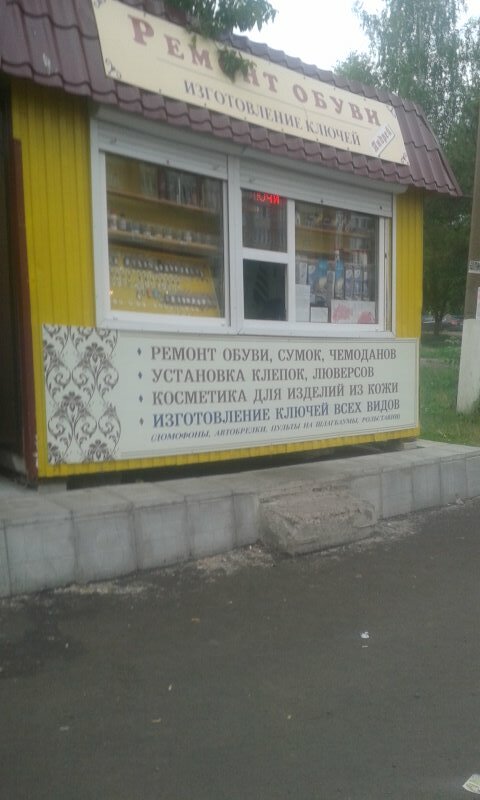 РЕМОНТ ОБУВИ
ИЗГОТОВЛЕНИЕ КЛЮЧЕЙ
РЕМОНТ ОБУВИ, СУМОК, ЧЕМОДАНОВ
УСТАНОВКА КЛЕПОК, ЛЮВЕРСОВ
КОСМЕТИКА ДЛЯ ИЗДЕЛИЙ ИЗ КОЖИ
ИЗГОТОВЛЕНИЕ КЛЮЧЕЙ ВСЕХ ВИДОВ
(ДОМОФОНЫ, АВТОБРЕЛКИ, ПУЛЬТЫ НА ШЛАГБАУМЫ, РОЛЬСТАВНИ)